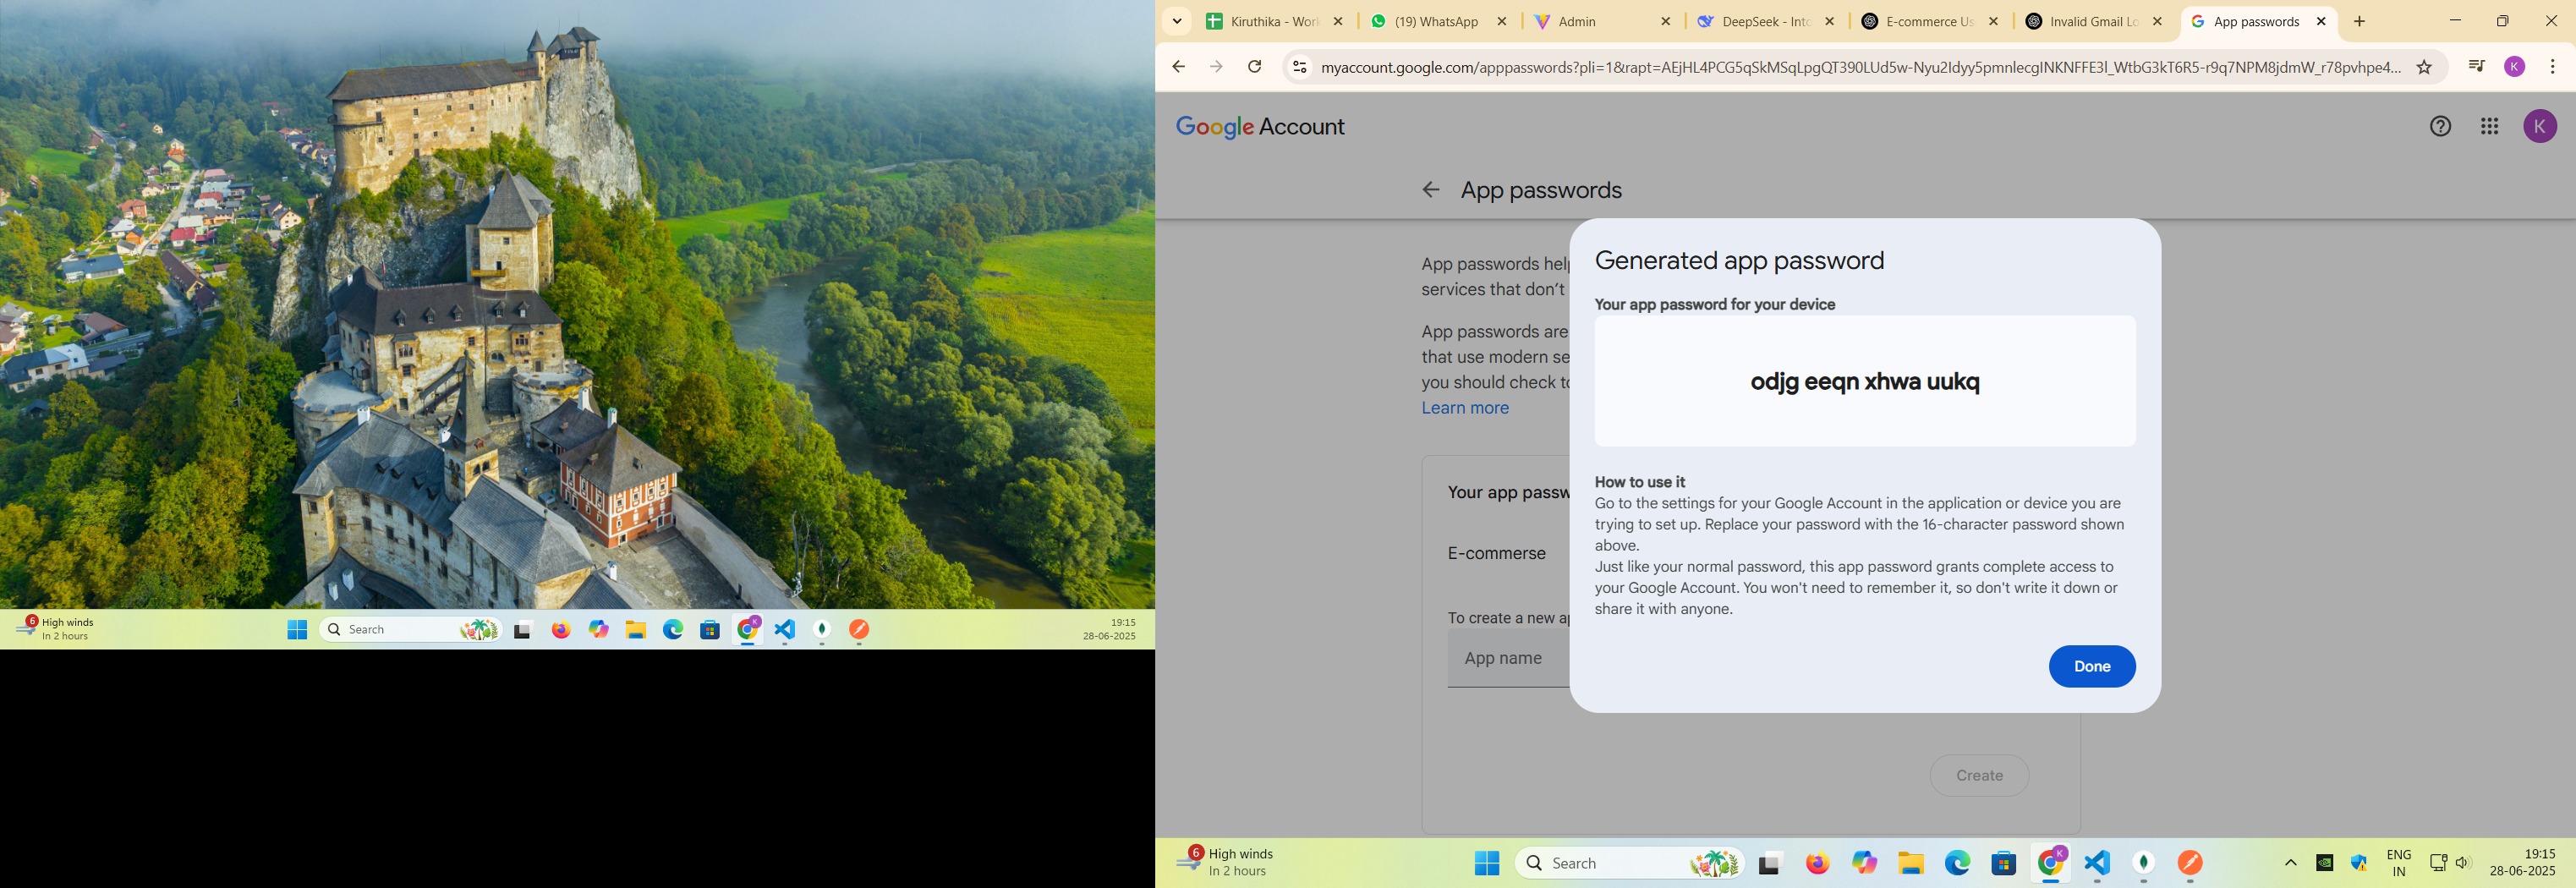 High winds
In 2 hours
6
Search
19:15
28-06-2025
Kiruthika - Work
(19) WhatsApp
Admin
DeepSeek - Into
E-commerce Us
Invalid Gmail Lo
App passwords
myaccount.google.com/apppasswords?pli=1&rapt=
K
Google Account
K
App passwords
App passwords help
services that don't
App passwords are
that use modern se
you should check to
Learn more
Your app passw
E-commerse
To create a new ap
App name
Create
Generated app password
Your app password for your device
odjg eeqn xhwa uukq
How to use it
Go to the settings for your Google Account in the application or device you are
trying to set up. Replace your password with the 16-character password shown
above.
Just like your normal password, this app password grants complete access to
your Google Account. You won't need to remember it, so don't write it down or
share it with anyone.
Done
6
High winds
In 2 hours
Search
ENG
IN
19:15
28-06-2025